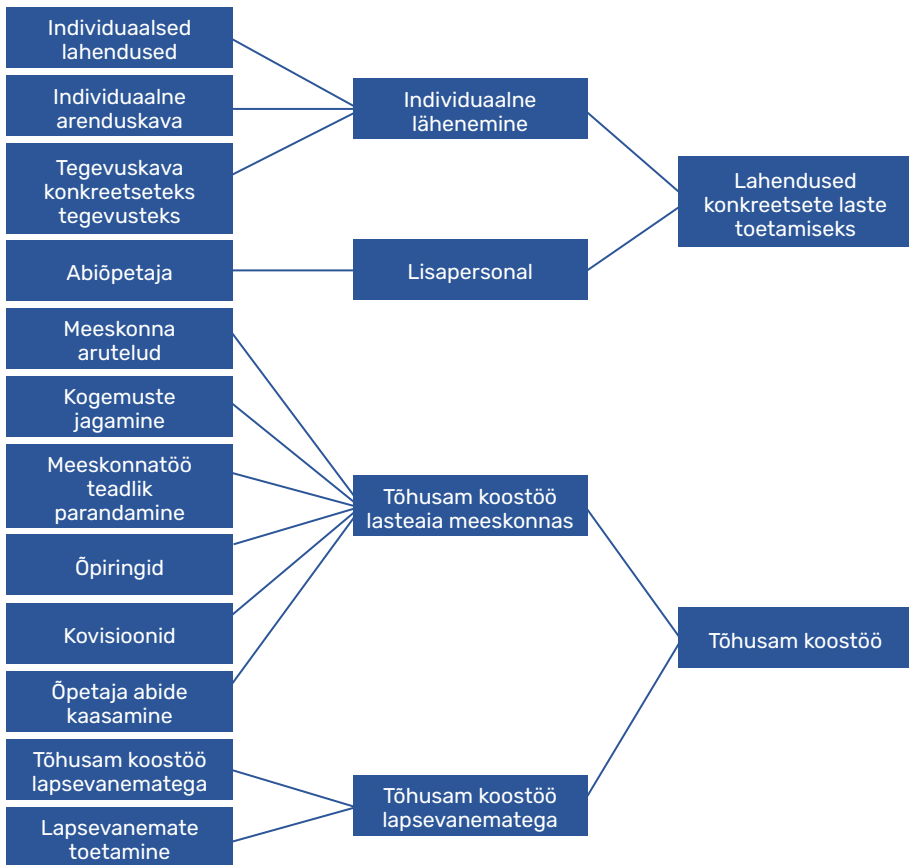 Individuaalsed
lahendused
Individuaalne
arenduskava
Tegevuskava
konkreetseteks
tegevusteks
Abiõpetaja
Meeskonna
arutelud
Kogemuste
jagamine
Meeskonnatöö
teadlik
parandamine
Õpiringid
Kovisioonid
Õpetaja abide
kaasamine
Tõhusam koostöö
lapsevanematega
Lapsevanemate
toetamine
Individuaalne
lähenemine
Lisapersonal
Tõhusam koostöö
lasteaia meeskonnas
Tõhusam koostöö
lapsevanematega
Lahendused
konkreetsete laste
toetamiseks
Tõhusam koostöö